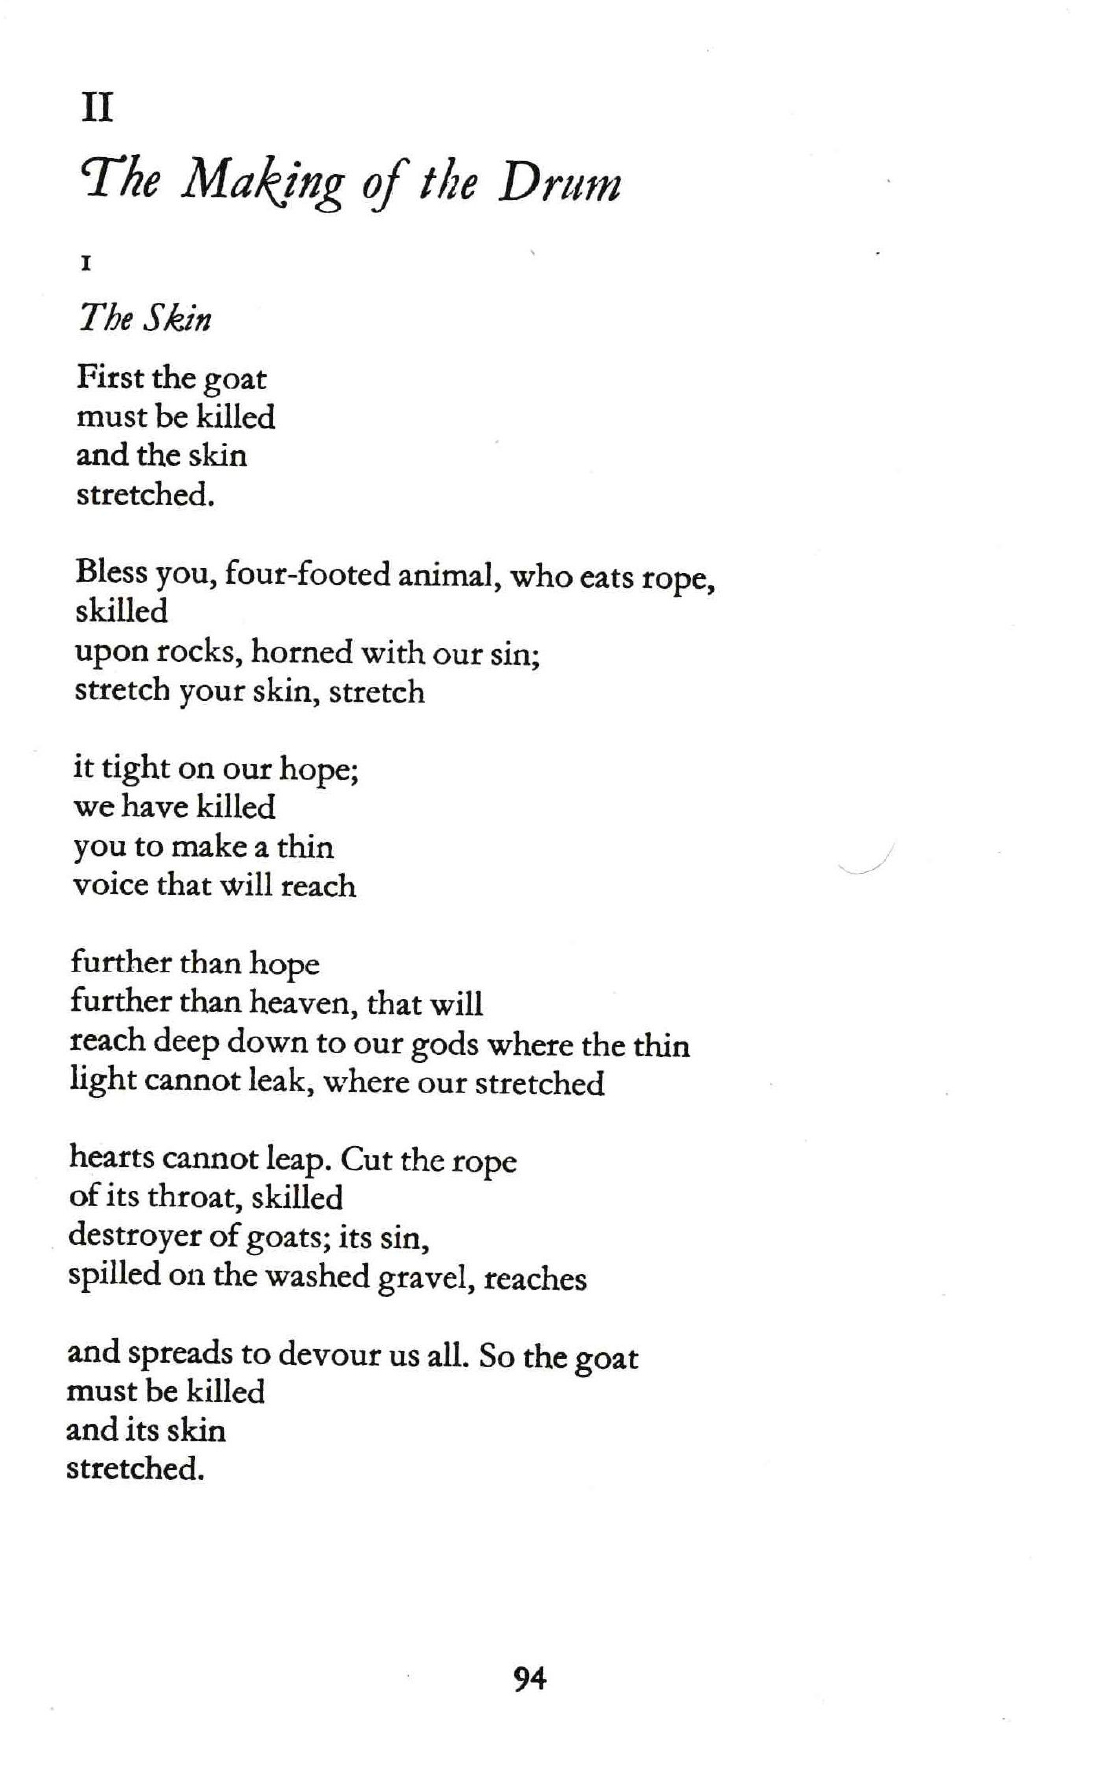 II
The Making of the Drum
I
The Skin
First the goat
must be killed
and the skin
stretched.
Bless you, four-footed animal, who eats rope,
skilled
upon rocks, horned with our sin;
stretch your skin, stretch
it tight on our hope;
we have killed
you to make a thin
voice that will reach
further than hope
further than heaven, that will
reach deep down to our gods where the thin
light cannot leak, where our stretched
hearts cannot leap. Cut the rope
of its throat, skilled
destroyer of goats; its sin,
spilled on the washed gravel, reaches
and spreads to devour us all. So the goat
must be killed
and its skin
stretched.
94